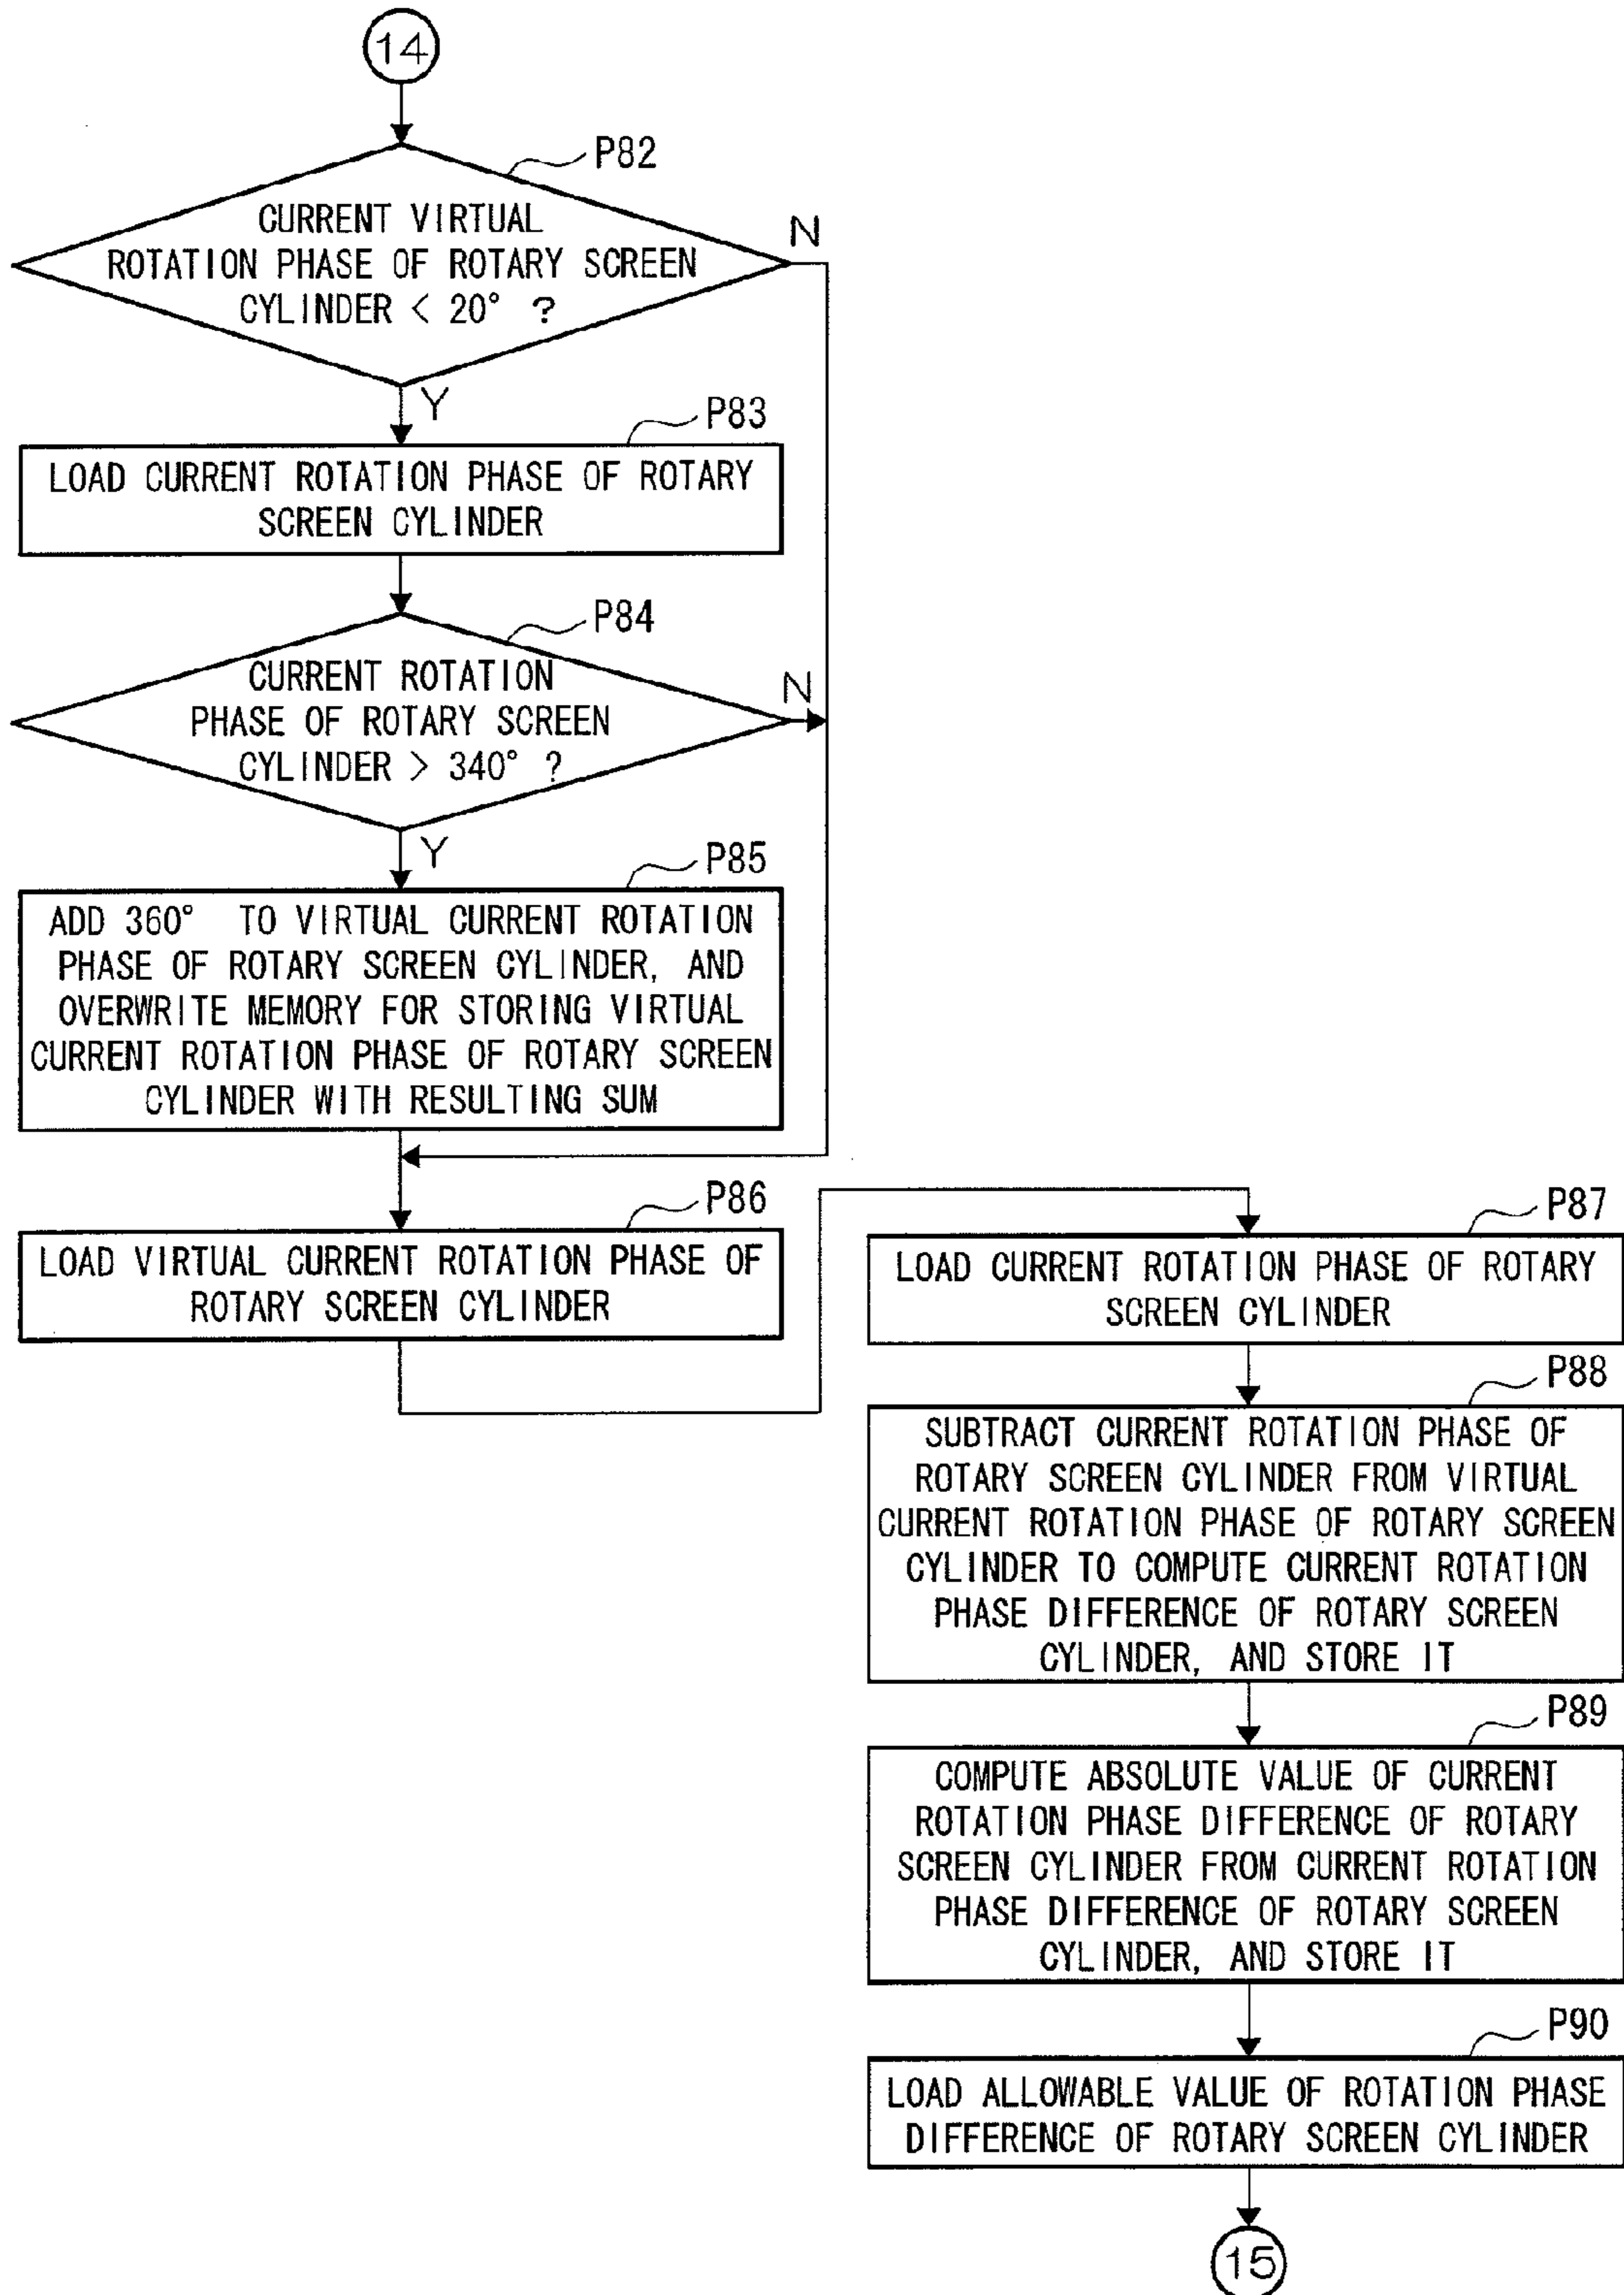 14
P82
CURRENT VIRTUAL
ROTATION PHASE OF ROTARY SCREEN
CYLINDER < 20° ?
N
Y
P83
LOAD CURRENT ROTATION PHASE OF ROTARY
SCREEN CYLINDER
P84
CURRENT ROTATION
PHASE OF ROTARY SCREEN
CYLINDER > 340° ?
N
Y
P85
ADD 360° TO VIRTUAL CURRENT ROTATION
PHASE OF ROTARY SCREEN CYLINDER, AND
OVERWRITE MEMORY FOR STORING VIRTUAL
CURRENT ROTATION PHASE OF ROTARY SCREEN
CYLINDER WITH RESULTING SUM
P86
LOAD VIRTUAL CURRENT ROTATION PHASE OF
ROTARY SCREEN CYLINDER
P87
LOAD CURRENT ROTATION PHASE OF ROTARY
SCREEN CYLINDER
P88
SUBTRACT CURRENT ROTATION PHASE OF
ROTARY SCREEN CYLINDER FROM VIRTUAL
CURRENT ROTATION PHASE OF ROTARY SCREEN
CYLINDER TO COMPUTE CURRENT ROTATION
PHASE DIFFERENCE OF ROTARY SCREEN
CYLINDER, AND STORE IT
P89
COMPUTE ABSOLUTE VALUE OF CURRENT
ROTATION PHASE DIFFERENCE OF ROTARY
SCREEN CYLINDER FROM CURRENT ROTATION
PHASE DIFFERENCE OF ROTARY SCREEN
CYLINDER, AND STORE IT
P90
LOAD ALLOWABLE VALUE OF ROTATION PHASE
DIFFERENCE OF ROTARY SCREEN CYLINDER
15